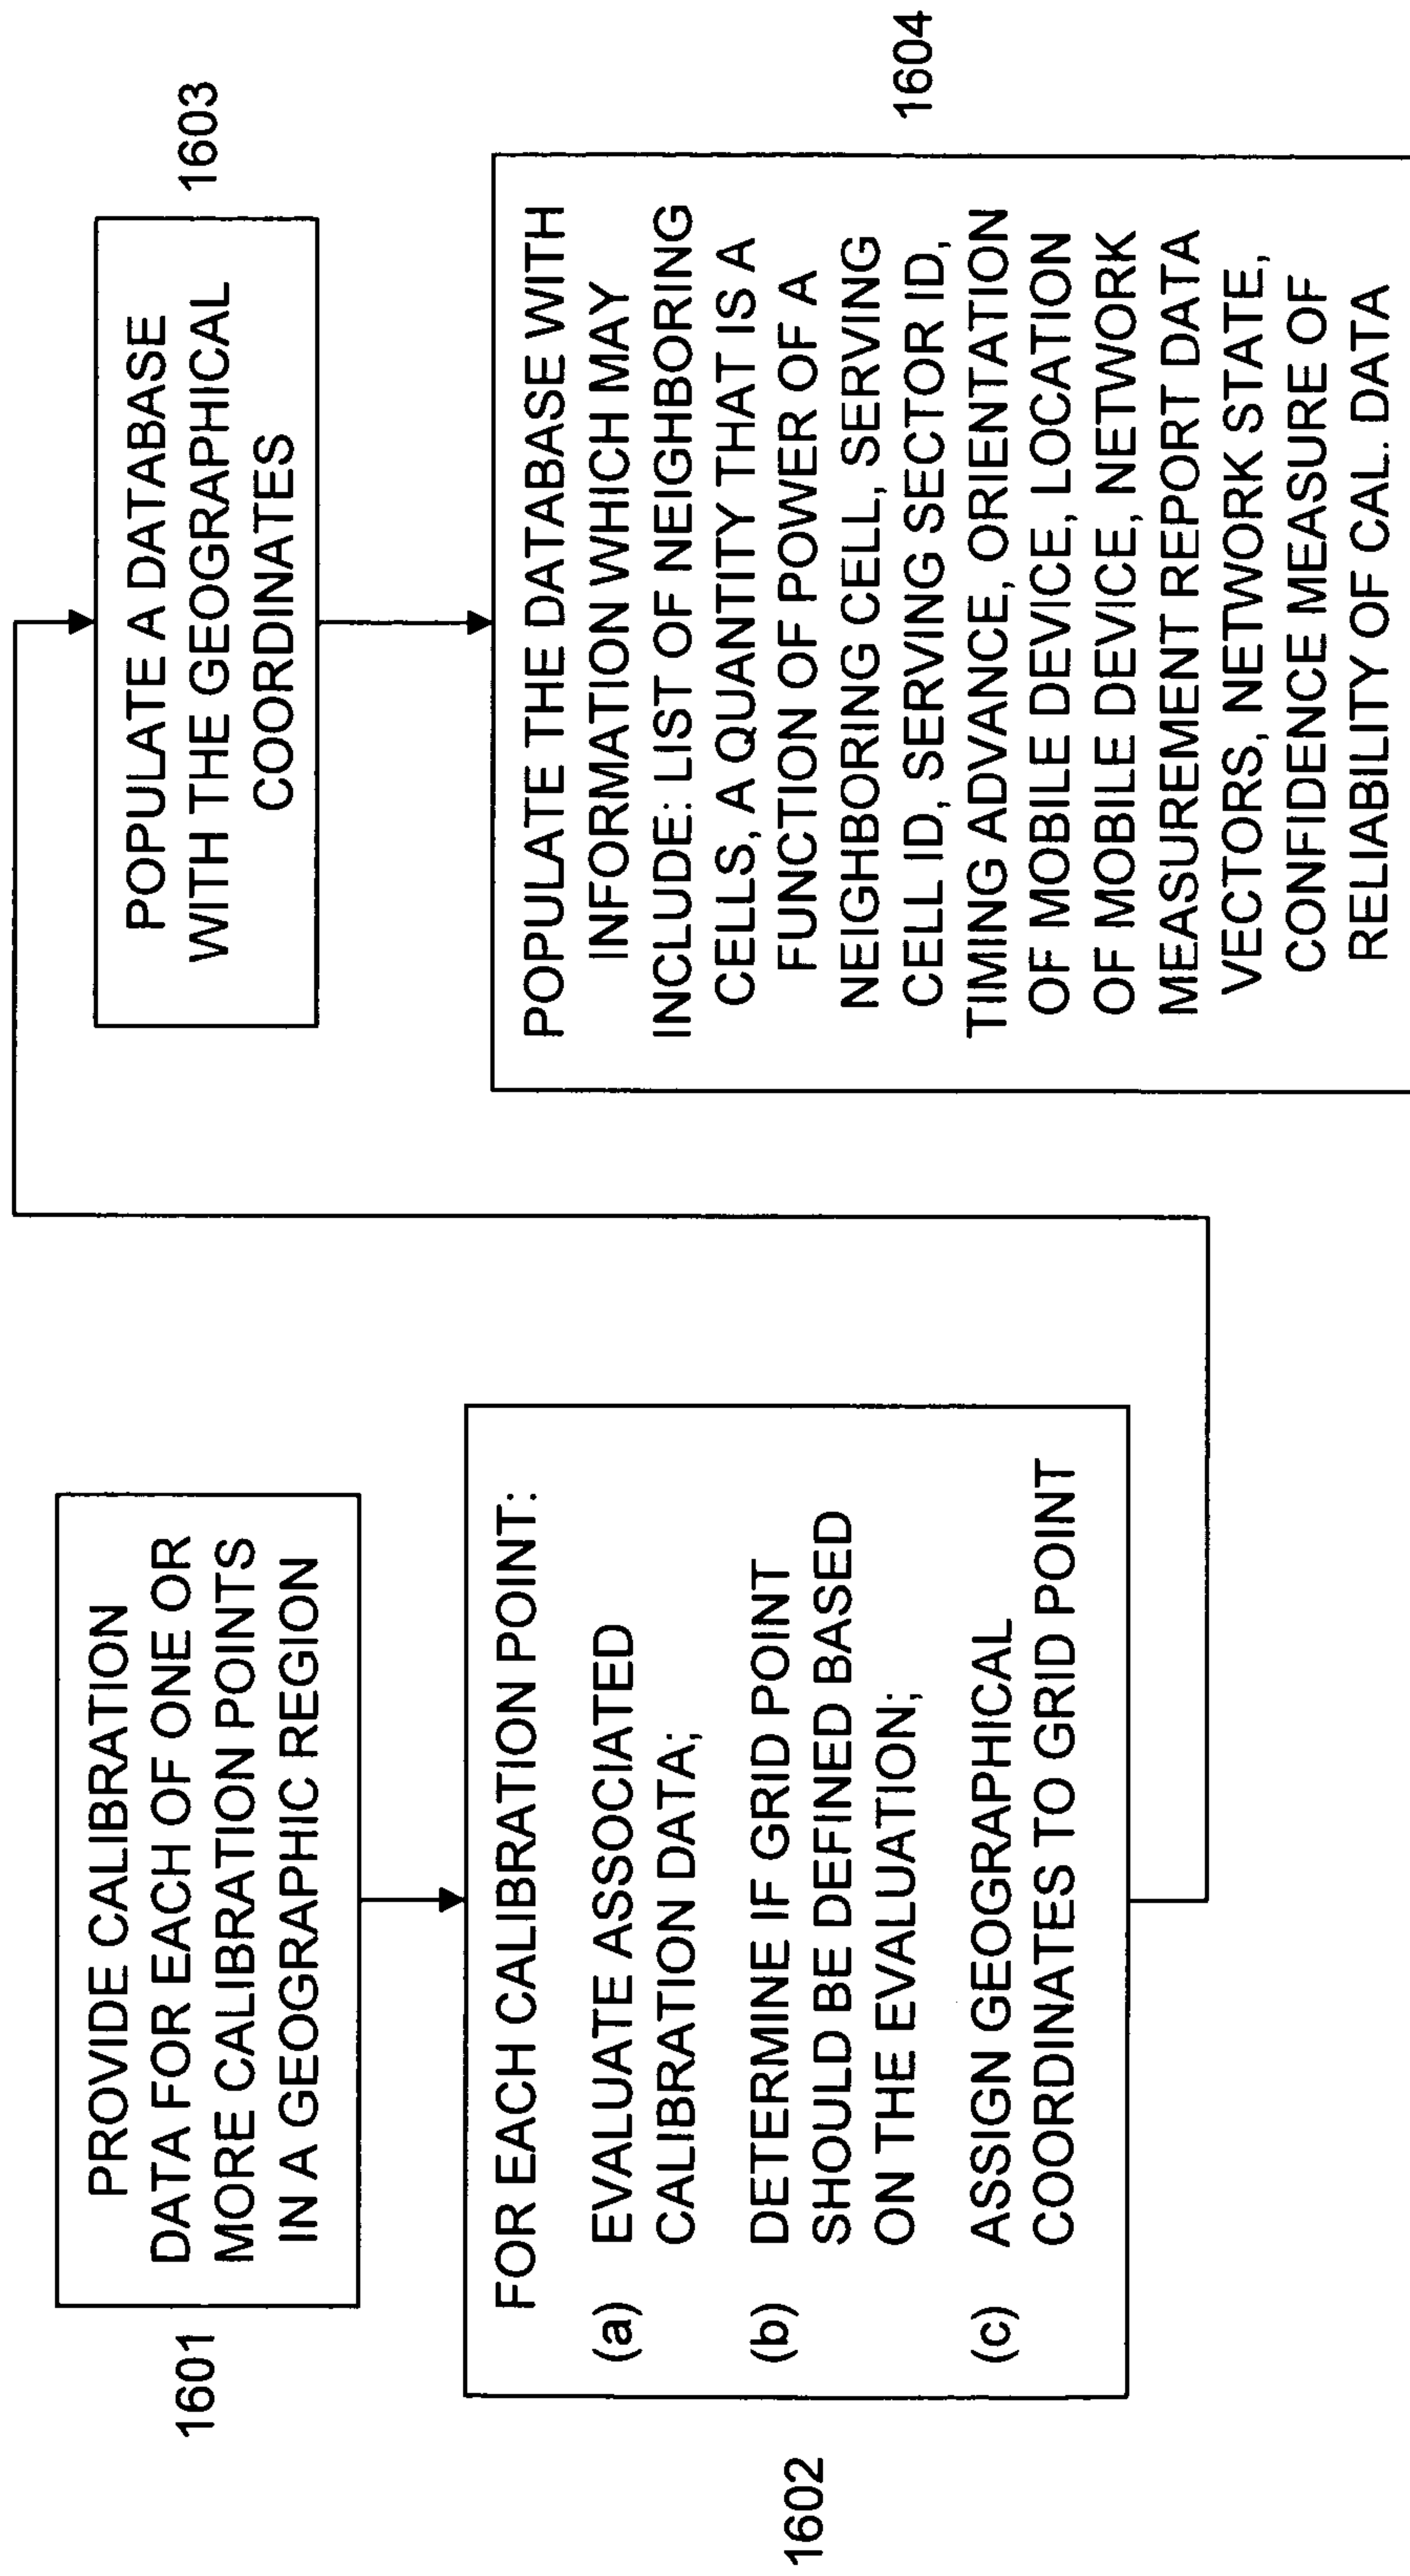 1601
PROVIDE CALIBRATION
DATA FOR EACH OF ONE OR
MORE CALIBRATION POINTS
IN A GEOGRAPHIC REGION
1602
FOR EACH CALIBRATION POINT:
(a) EVALUATE ASSOCIATED
CALIBRATION DATA;
(b) DETERMINE IF GRID POINT
SHOULD BE DEFINED BASED
ON THE EVALUATION;
(c) ASSIGN GEOGRAPHICAL
COORDINATES TO GRID POINT
POPULATE A DATABASE
WITH THE GEOGRAPHICAL
COORDINATES
1603
POPULATE THE DATABASE WITH
INFORMATION WHICH MAY
INCLUDE: LIST OF NEIGHBORING
CELLS, A QUANTITY THAT IS A
FUNCTION OF POWER OF A
NEIGHBORING CELL, SERVING
CELL ID, SERVING SECTOR ID,
TIMING ADVANCE, ORIENTATION
OF MOBILE DEVICE, LOCATION
OF MOBILE DEVICE, NETWORK
MEASUREMENT REPORT DATA
VECTORS, NETWORK STATE,
CONFIDENCE MEASURE OF
RELIABILITY OF CAL. DATA
1604